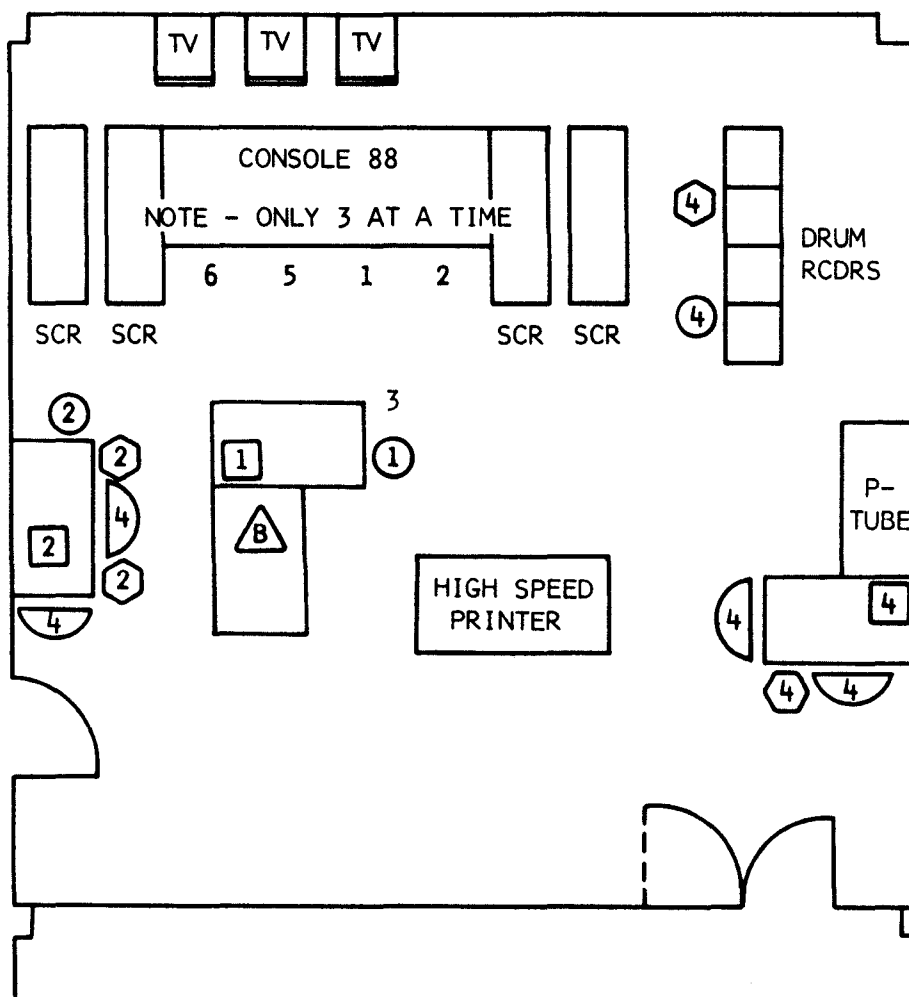 TV TV TV
CONSOLE 88
NOTE - ONLY 3 AT A TIME
6 5 1 2
SCR SCR SCR SCR
4
DRUM
RCDRS
4
2
3
2
1
1
4
B
2
2
4
P-
TUBE
HIGH SPEED
PRINTER
4
4
4
4